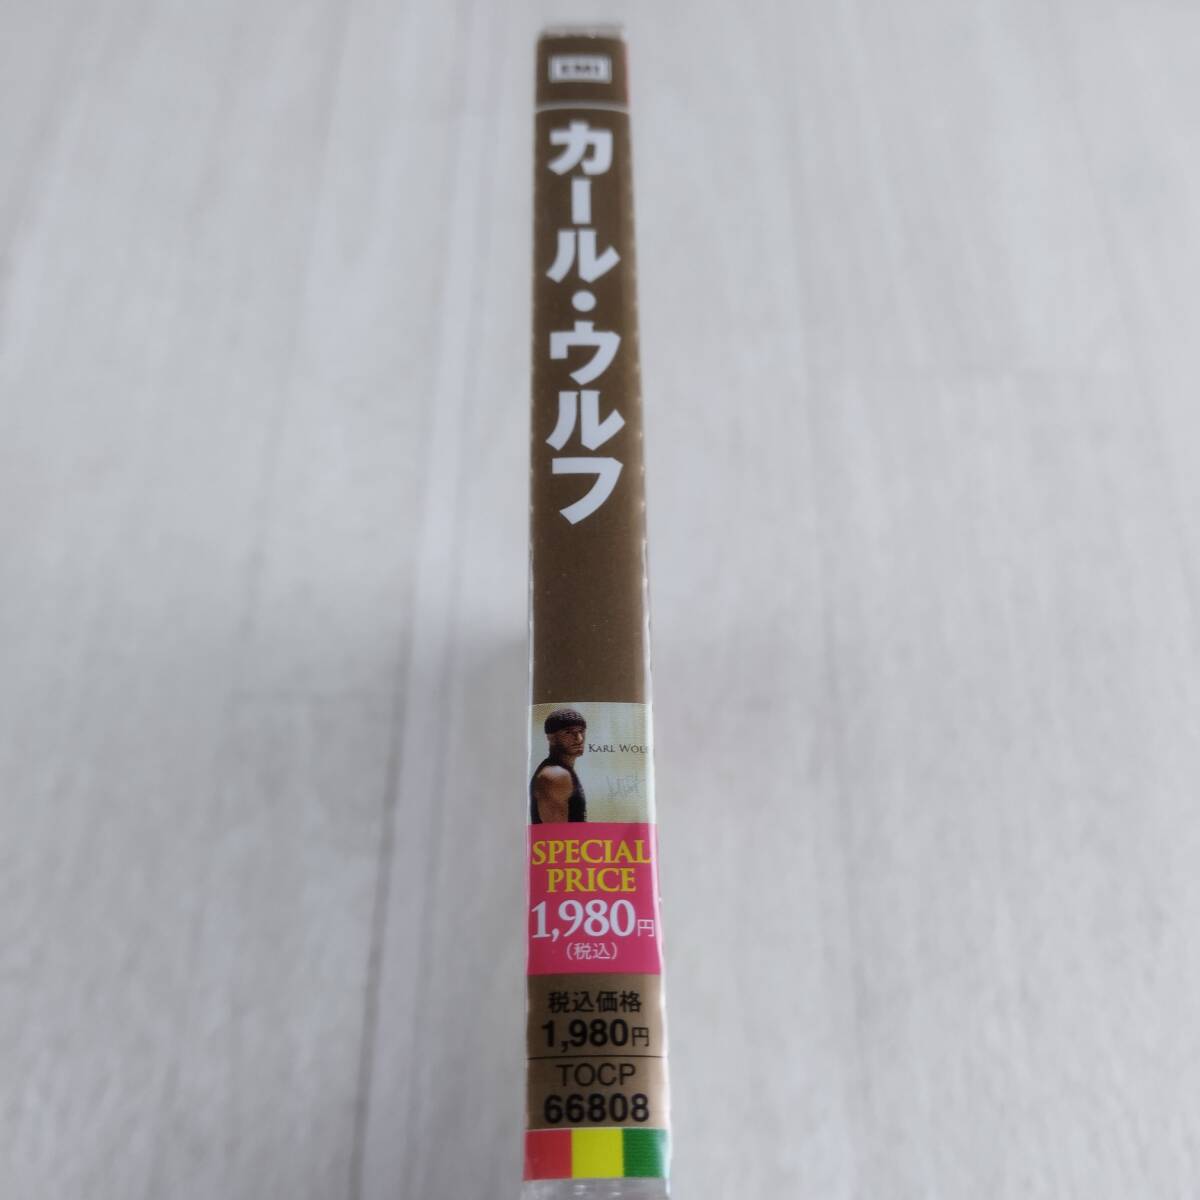 EMI
カール・ウルフ
KARL WOLF
SPECIAL
PRICE
1,980円
(税込)
税込価格
1,980円
TOCP
66808